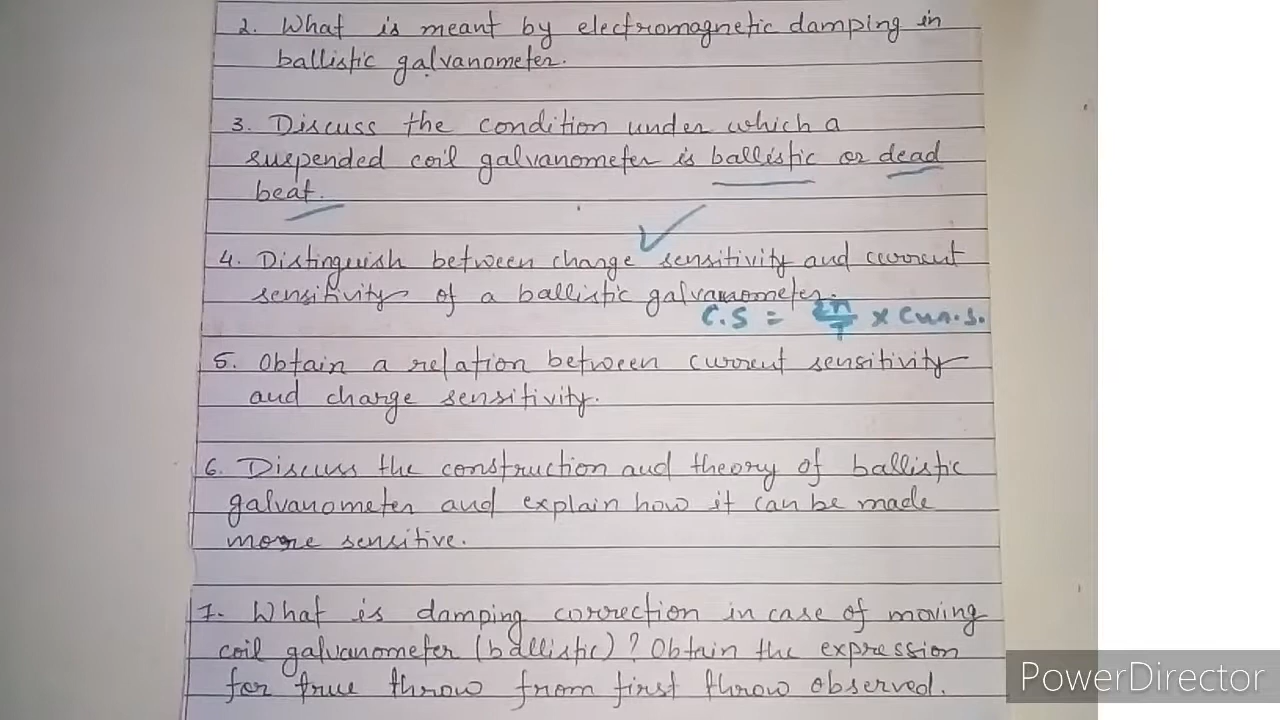 2. What is meant by electromagnetic damping in
ballistic galvanometer.
3. Discuss the condition under which a
suspended coil galvanometer is ballistic or dead
beat.
4. Distinguish between charge sensitivity and current
sensitivity of a ballistic galvanometer.
C.S = 2π/T × Cur.S.
5. Obtain a relation between current sensitivity
and charge sensitivity.
6. Discuss the construction and theory of ballistic
galvanometer and explain how it can be made
more sensitive.
7. What is damping correction in case of moving
coil galvanometer (ballistic)? Obtain the expression
for true throw from first throw observed.
PowerDirector